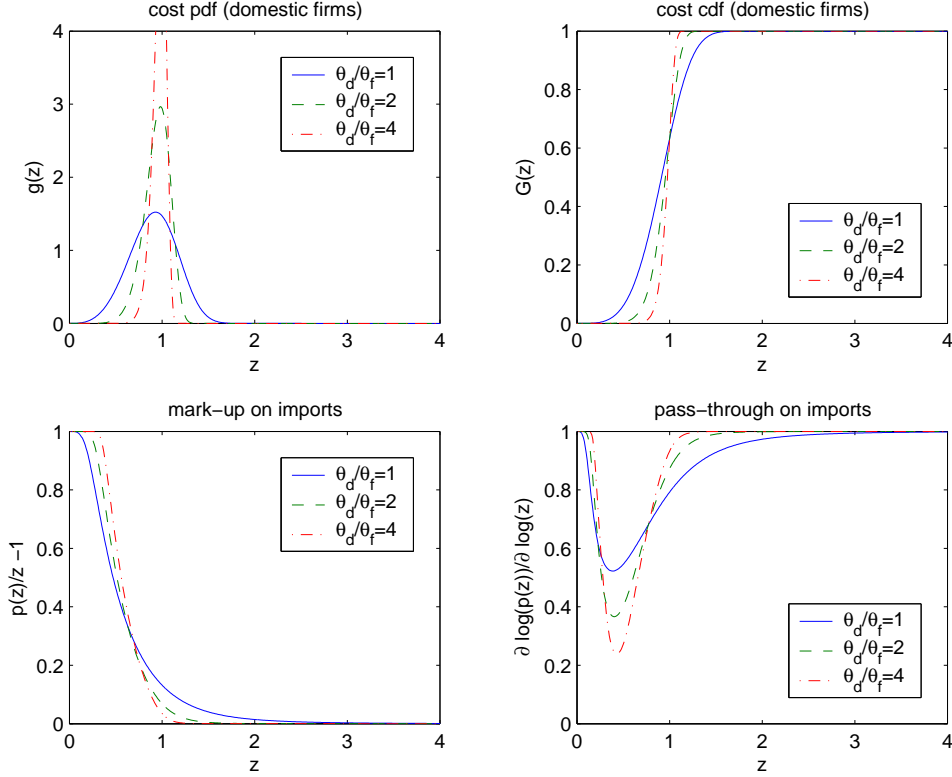 cost pdf (domestic firms)
4
3
2
1
0
g(z)
θd/θf=1
θd/θf=2
θd/θf=4
0 1 2 3 4
z
cost cdf (domestic firms)
1
0.8
0.6
0.4
0.2
0
G(z)
θd/θf=1
θd/θf=2
θd/θf=4
0 1 2 3 4
z
mark−up on imports
1
0.8
0.6
0.4
0.2
0
p(z)/z −1
θd/θf=1
θd/θf=2
θd/θf=4
0 1 2 3 4
z
pass−through on imports
1
0.8
0.6
0.4
0.2
0
∂ log(p(z))/∂ log(z)
θd/θf=1
θd/θf=2
θd/θf=4
0 1 2 3 4
z